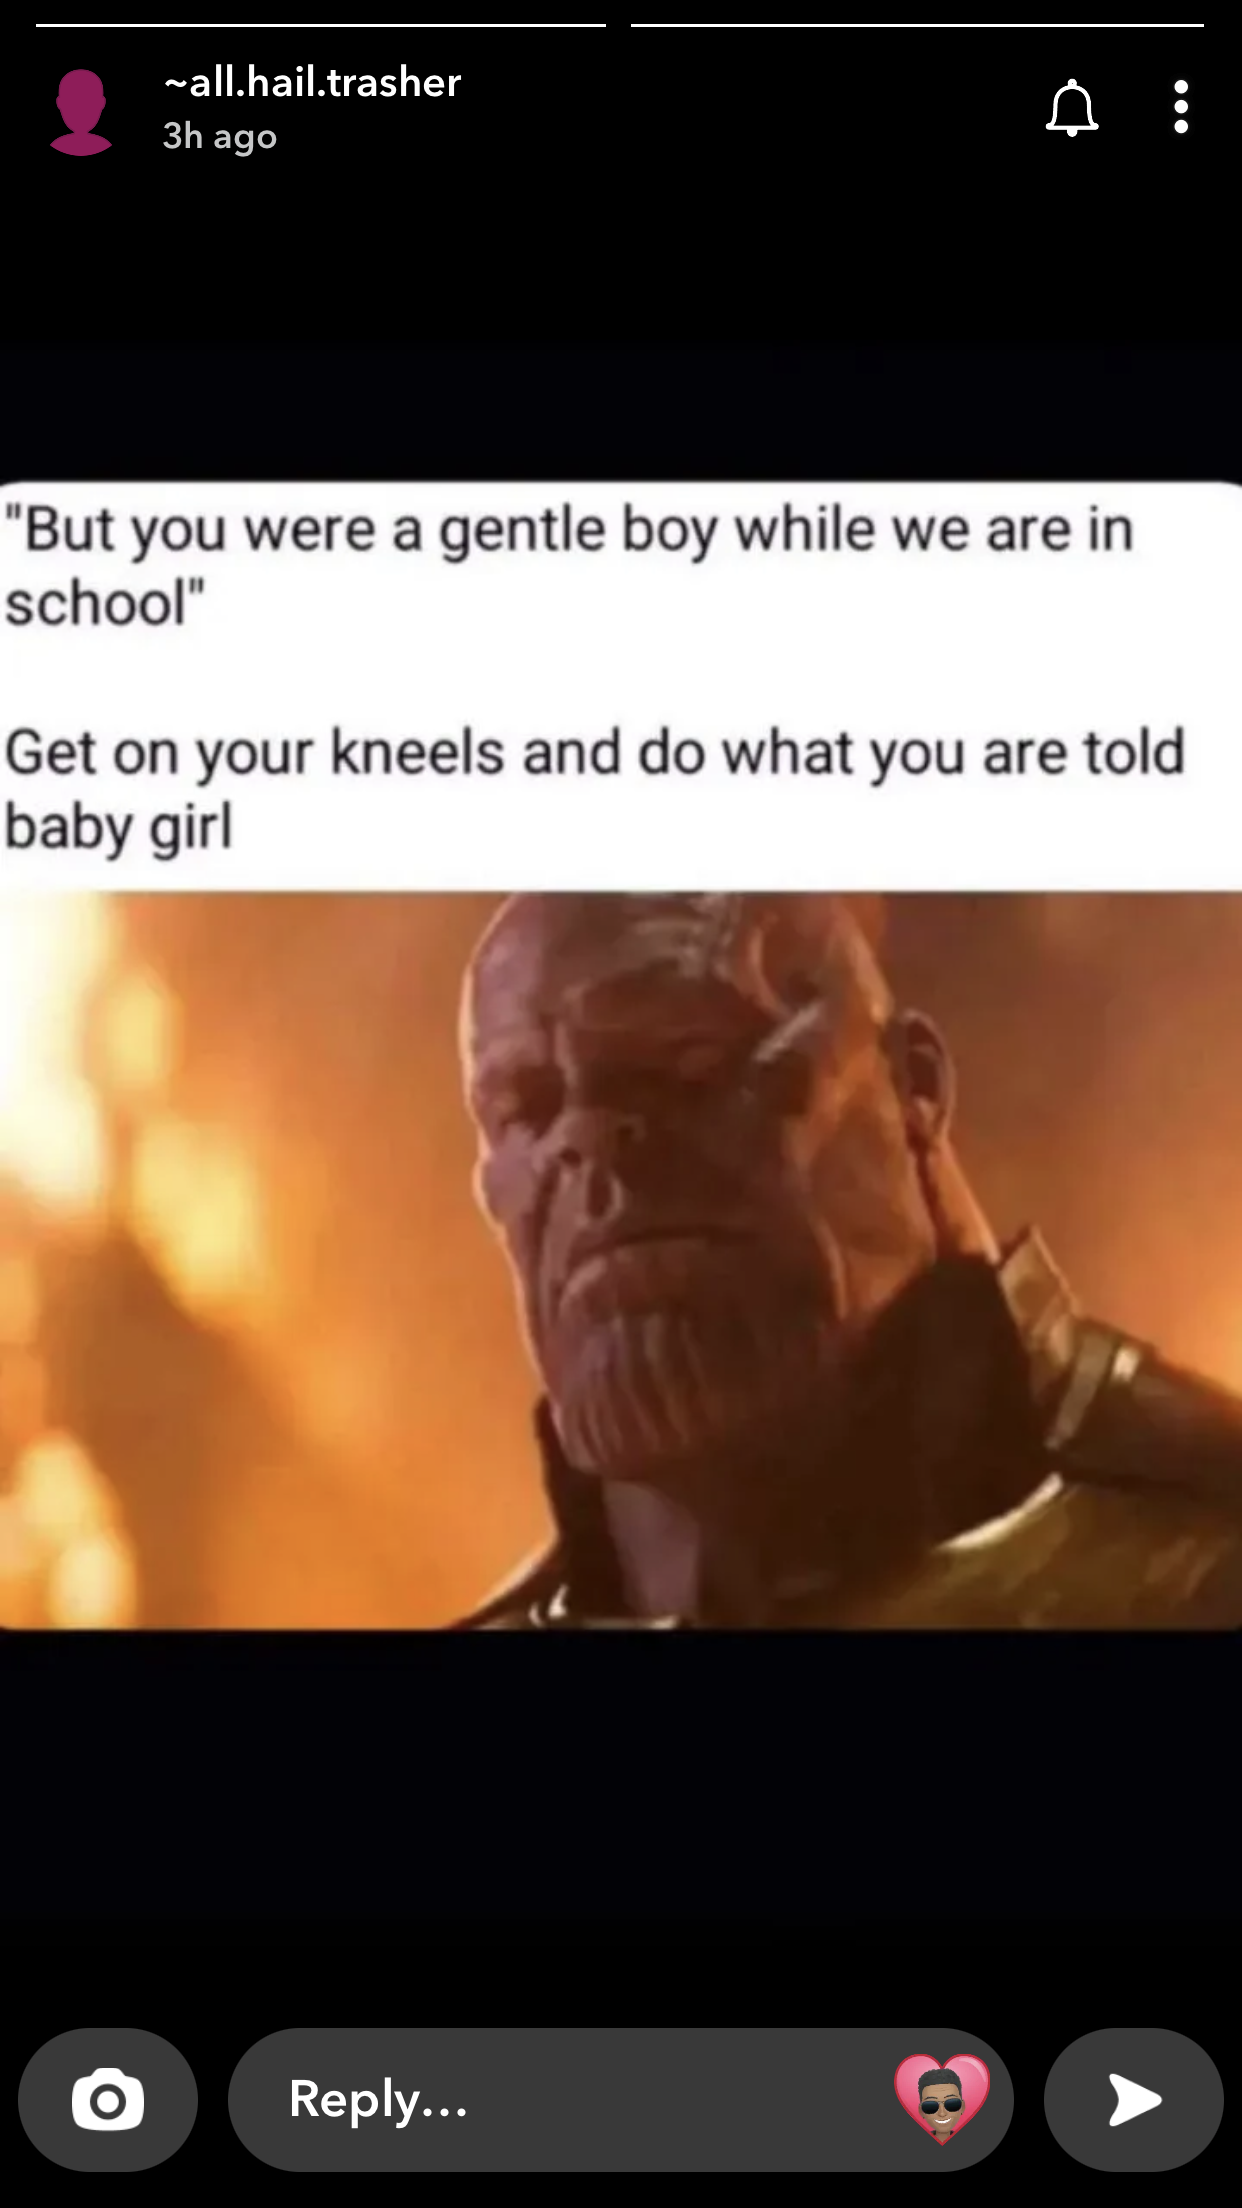 ~all.hail.trasher
3h ago
"But you were a gentle boy while we are in
school"
Get on your kneels and do what you are told
baby girl
Reply...